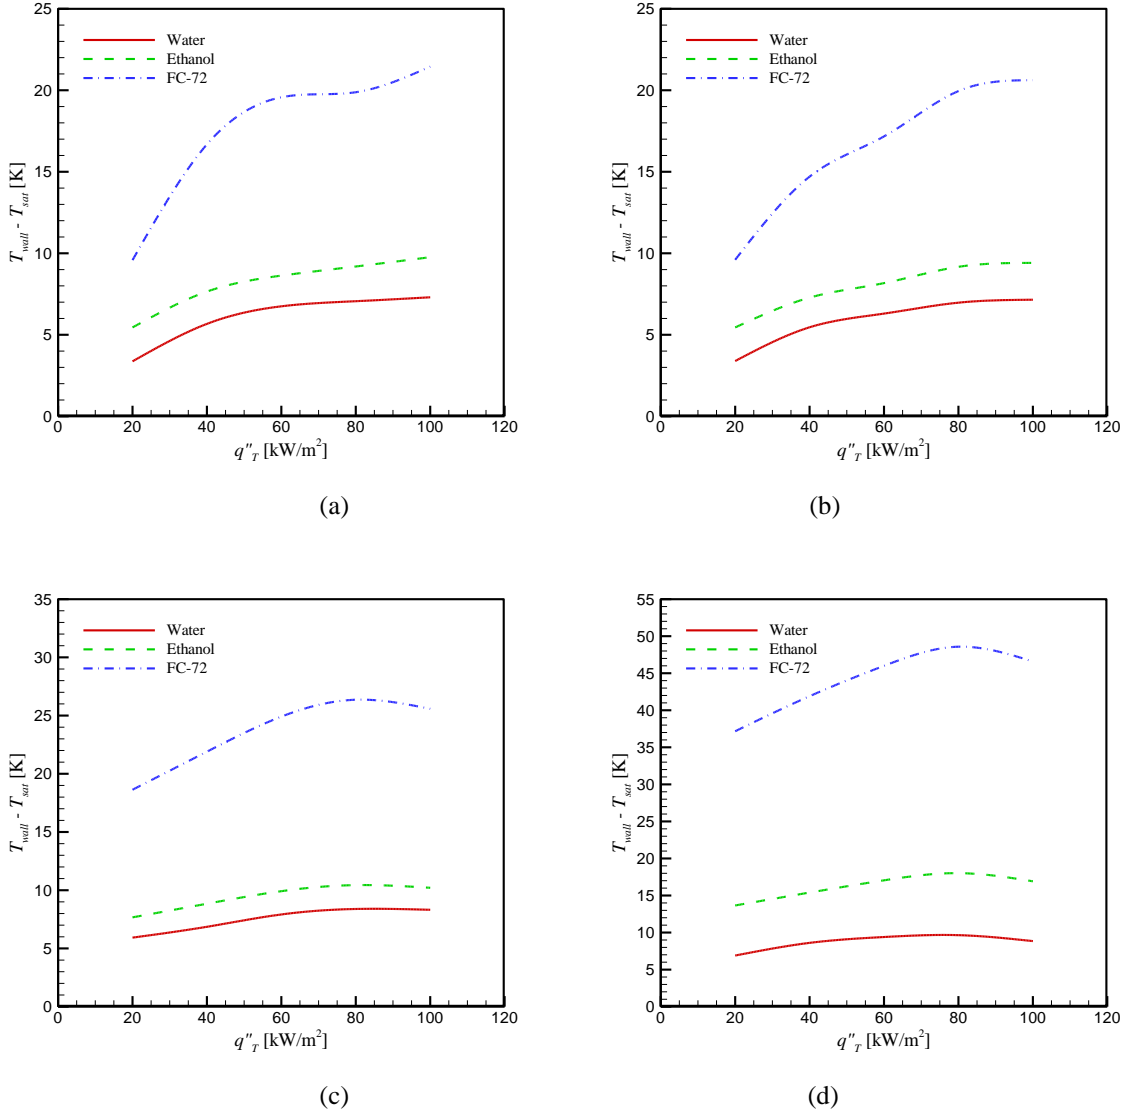 25
20
15
10
5
0
T_wall - T_sat [K]
Water
Ethanol
FC-72
0 20 40 60 80 100 120
q″_T [kW/m²]
(a)
25
20
15
10
5
0
T_wall - T_sat [K]
Water
Ethanol
FC-72
0 20 40 60 80 100 120
q″_T [kW/m²]
(b)
35
30
25
20
15
10
5
0
T_wall - T_sat [K]
Water
Ethanol
FC-72
0 20 40 60 80 100 120
q″_T [kW/m²]
(c)
55
50
45
40
35
30
25
20
15
10
5
0
T_wall - T_sat [K]
Water
Ethanol
FC-72
0 20 40 60 80 100 120
q″_T [kW/m²]
(d)